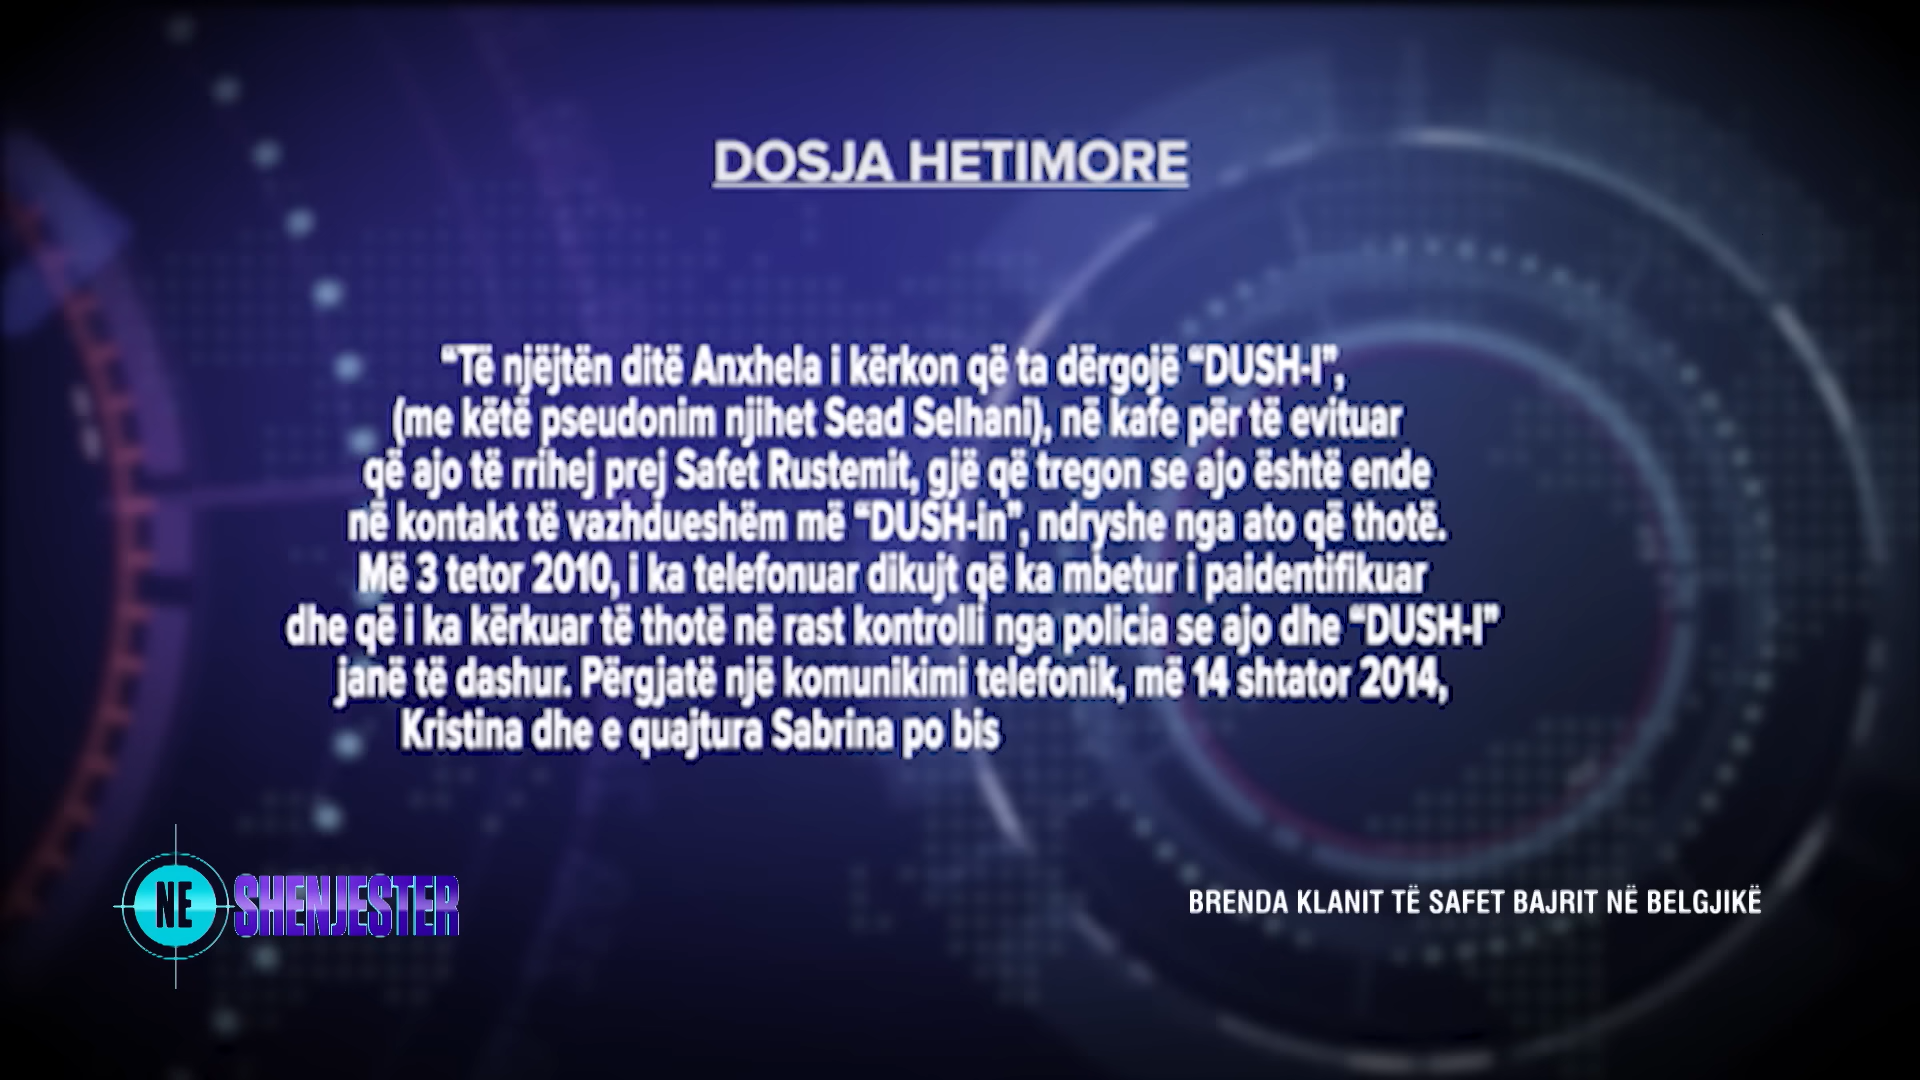 DOSJA HETIMORE
“Të njëjtën ditë Anxhela i kërkon që ta dërgojë “DUSH-I”,
(me këtë pseudonim njihet Sead Selhani), në kafe për të evituar
që ajo të rrihej prej Safet Rustemit, gjë që tregon se ajo është ende
në kontakt të vazhdueshëm më “DUSH-in”, ndryshe nga ato që thotë.
Më 3 tetor 2010, i ka telefonuar dikujt që ka mbetur i paidentifikuar
dhe që i ka kërkuar të thotë në rast kontrolli nga policia se ajo dhe “DUSH-I”
janë të dashur. Përgjatë një komunikimi telefonik, më 14 shtator 2014,
Kristina dhe e quajtura Sabrina po bis
NE SHENJESTER
BRENDA KLANIT TË SAFET BAJRIT NË BELGJIKË